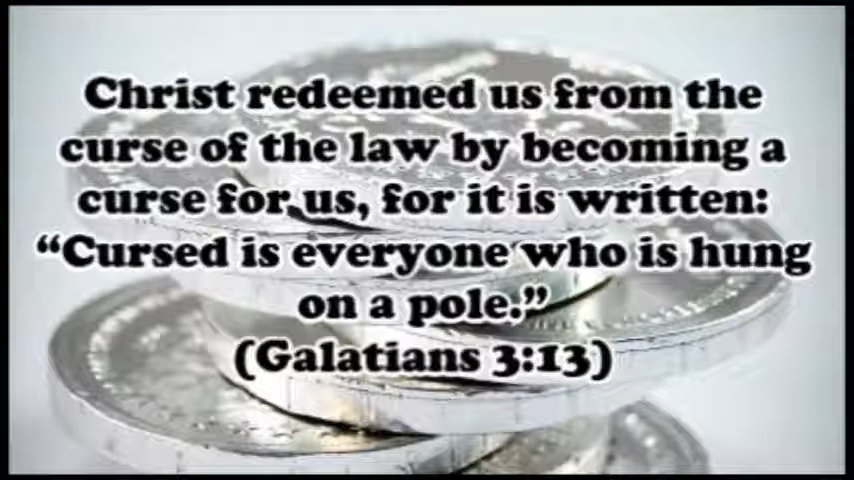 Christ redeemed us from the
curse of the law by becoming a
curse for us, for it is written:
“Cursed is everyone who is hung
on a pole.”
(Galatians 3:13)